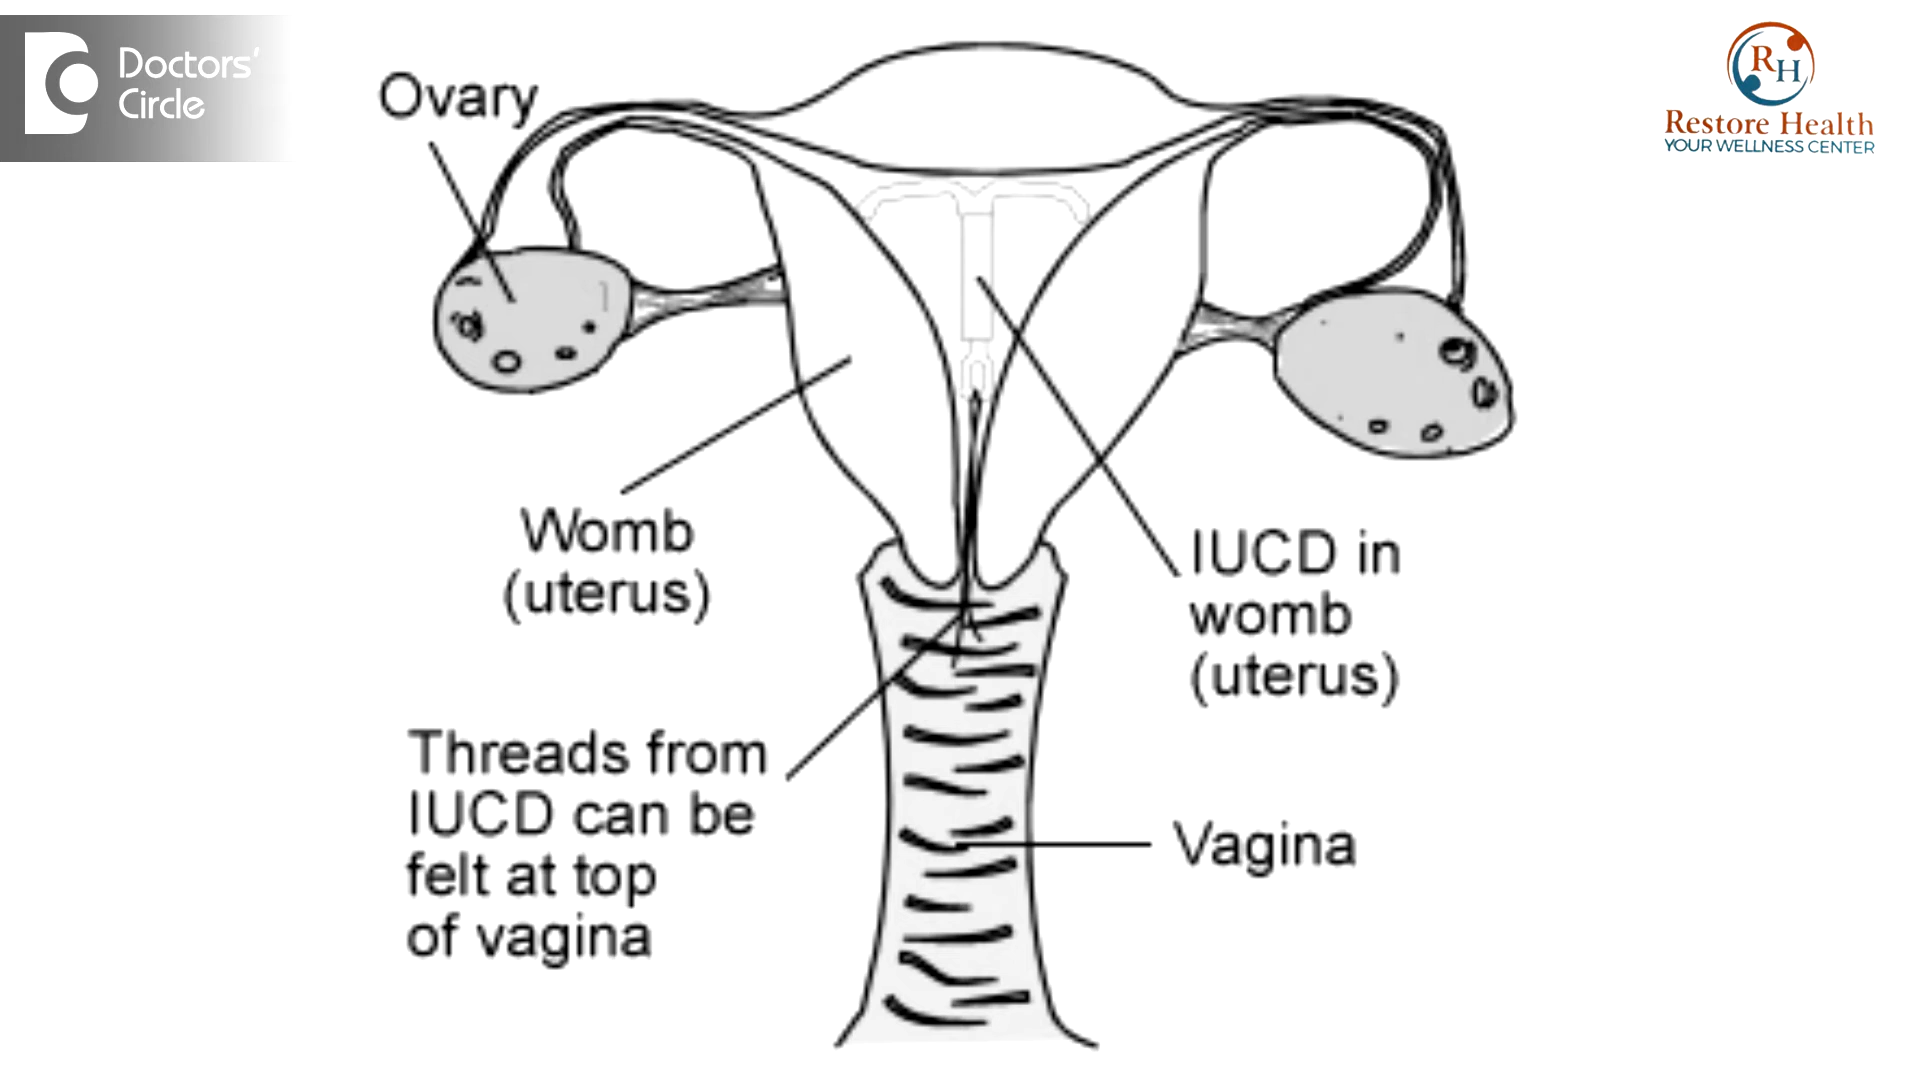 Doctors'
Circle
RH
Restore Health
YOUR WELLNESS CENTER
Ovary
Womb
(uterus)
IUCD in
womb
(uterus)
Threads from
IUCD can be
felt at top
of vagina
Vagina